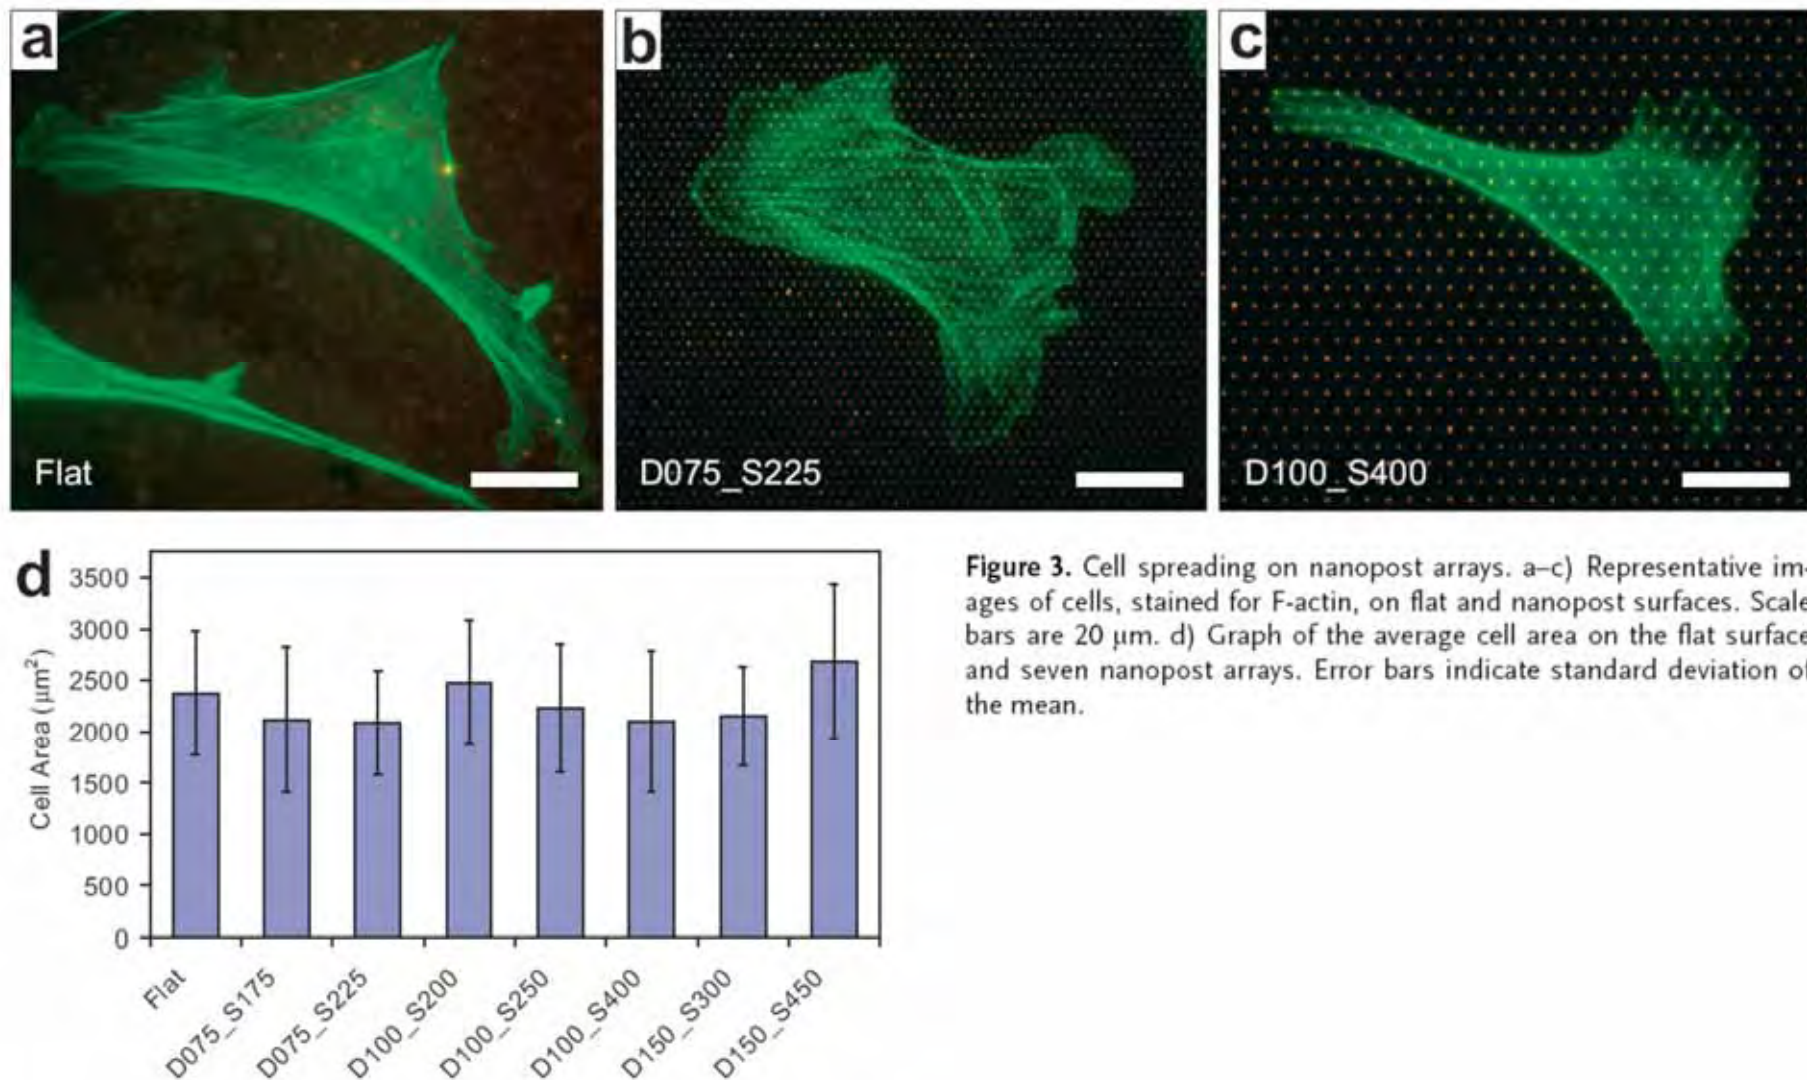 a
b
c
Flat
D075_S225
D100_S400
d
Cell Area (μm²)
3500
3000
2500
2000
1500
1000
500
0
Flat
D075_S175
D075_S225
D100_S200
D100_S250
D100_S400
D150_S300
D150_S450
Figure 3. Cell spreading on nanopost arrays. a–c) Representative im-
ages of cells, stained for F-actin, on flat and nanopost surfaces. Scale
bars are 20 μm. d) Graph of the average cell area on the flat surface
and seven nanopost arrays. Error bars indicate standard deviation of
the mean.